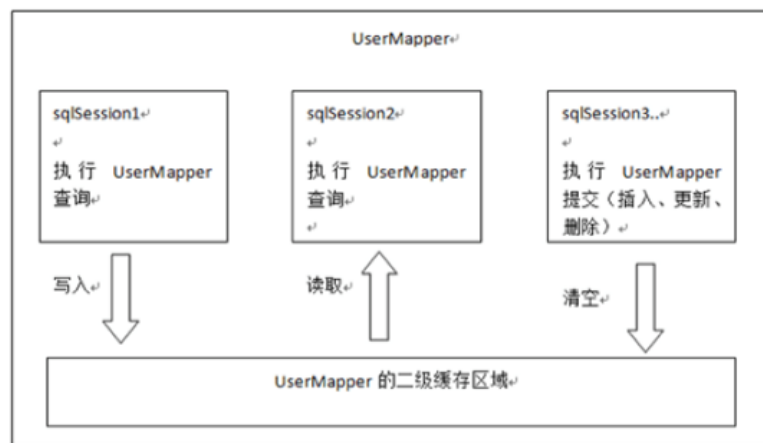 UserMapper
sqlSession1
执行 UserMapper
查询
sqlSession2
执行 UserMapper
查询
sqlSession3..
执行 UserMapper
提交（插入、更新、
删除）
写入
读取
清空
UserMapper 的二级缓存区域